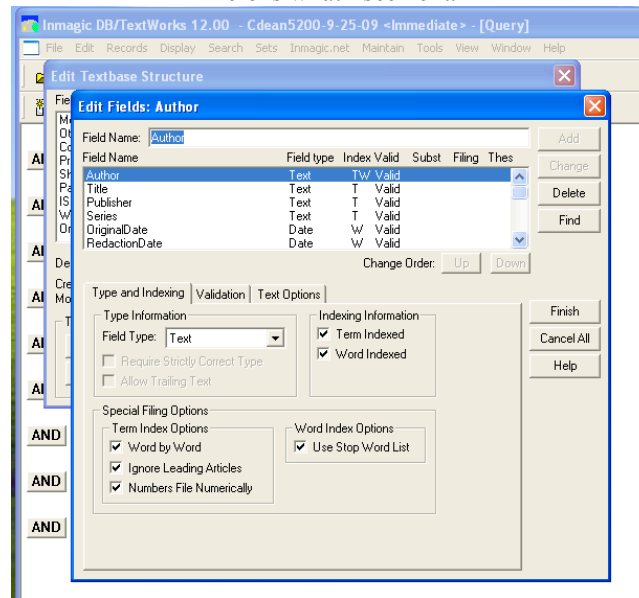 Inmagic DB/TextWorks 12.00 - Cdean5200-9-25-09 <Immediate> - [Query]
File Edit Records Display Search Sets Inmagic.net Maintain Tools View Window Help
Edit Textbase Structure
Edit Fields: Author
Field Name: Author
Add
Field Name Field type Index Valid Subst Filing Thes
Change
Author Text TW Valid
Title Text T Valid
Delete
Publisher Text T Valid
Series Text T Valid
Find
OriginalDate Date W Valid
RedactionDate Date W Valid
Change Order: Up Down
Type and Indexing Validation Text Options
Type Information Indexing Information
Finish
Field Type: Text Term Indexed
Cancel All
Require Strictly Correct Type Word Indexed
Help
Allow Trailing Text
Special Filing Options
Term Index Options Word Index Options
Word by Word Use Stop Word List
Ignore Leading Articles
Numbers File Numerically
AND
AND
AND